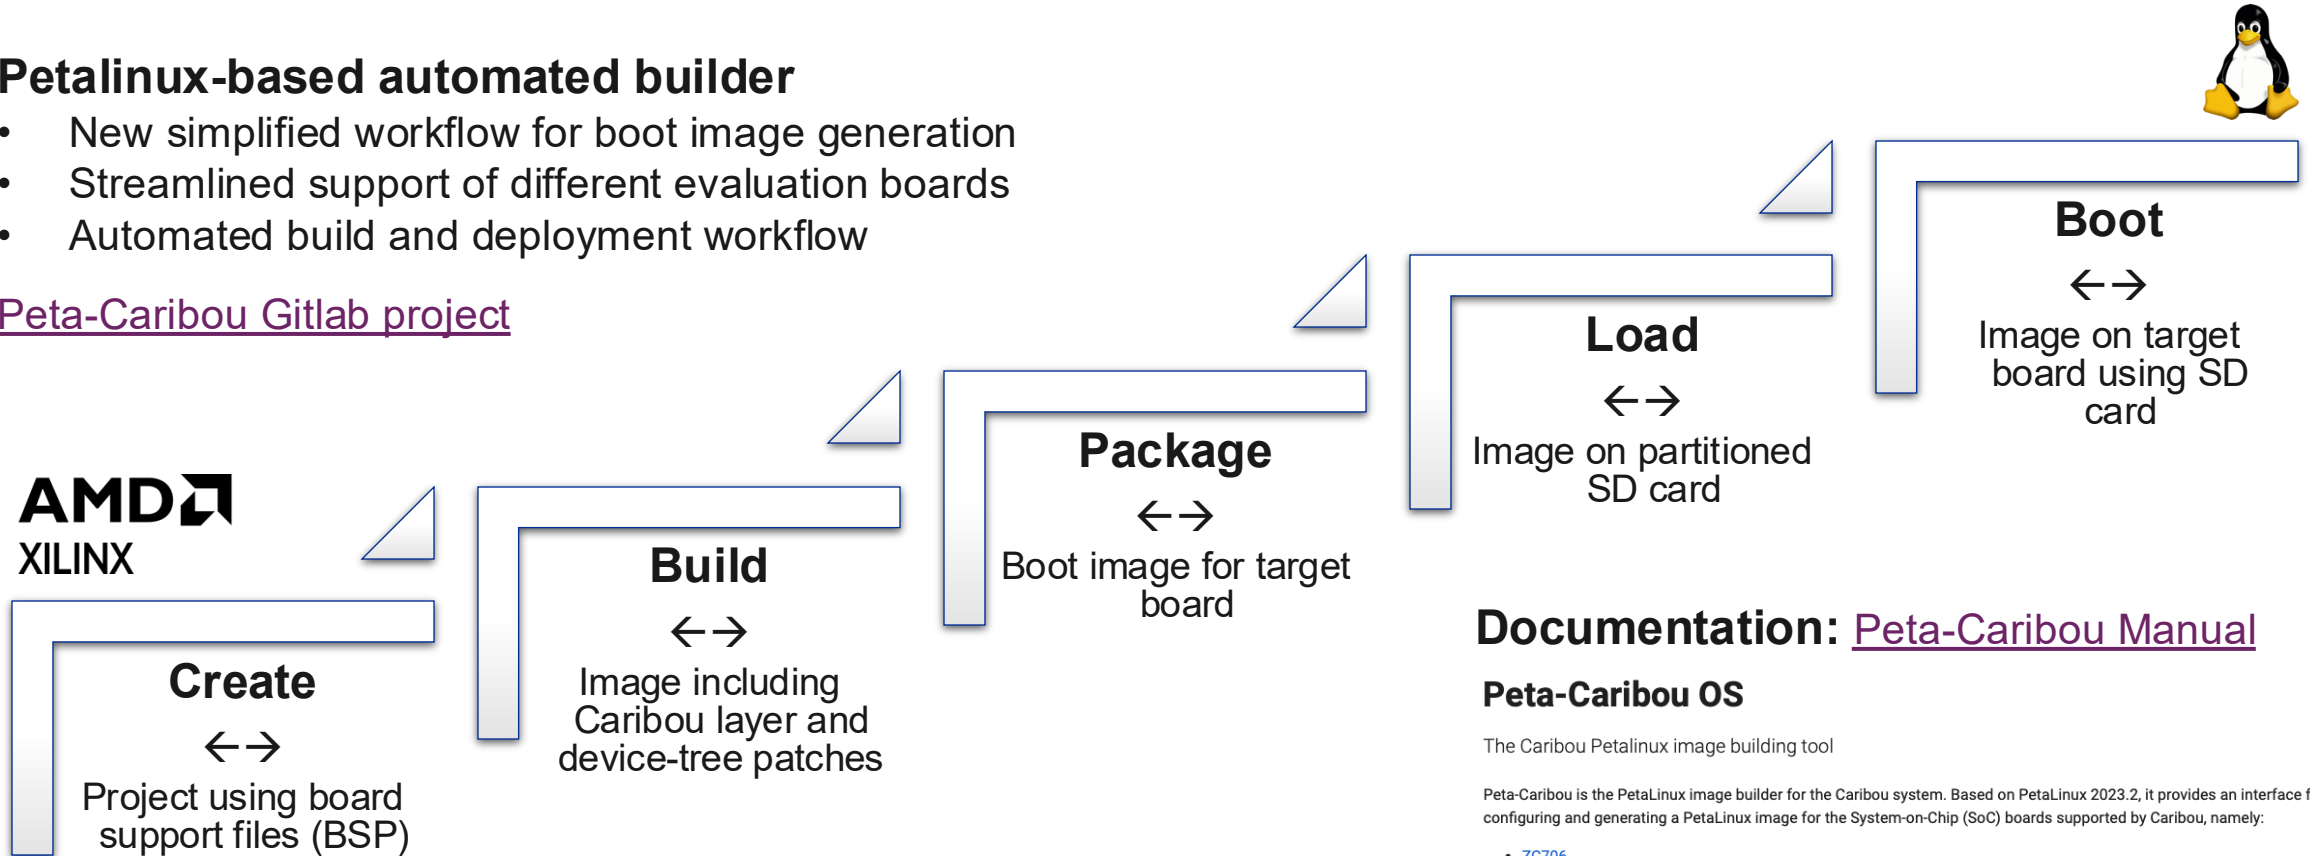 Petalinux-based automated builder
• New simplified workflow for boot image generation
• Streamlined support of different evaluation boards
• Automated build and deployment workflow
Peta-Caribou Gitlab project
AMD
XILINX
Create
←→
Project using board
support files (BSP)
Build
←→
Image including
Caribou layer and
device-tree patches
Package
←→
Boot image for target
board
Load
←→
Image on partitioned
SD card
Boot
←→
Image on target
board using SD
card
Documentation: Peta-Caribou Manual
Peta-Caribou OS
The Caribou Petalinux image building tool
Peta-Caribou is the PetaLinux image builder for the Caribou system. Based on PetaLinux 2023.2, it provides an interface
configuring and generating a PetaLinux image for the System-on-Chip (SoC) boards supported by Caribou, namely:
• ZC706